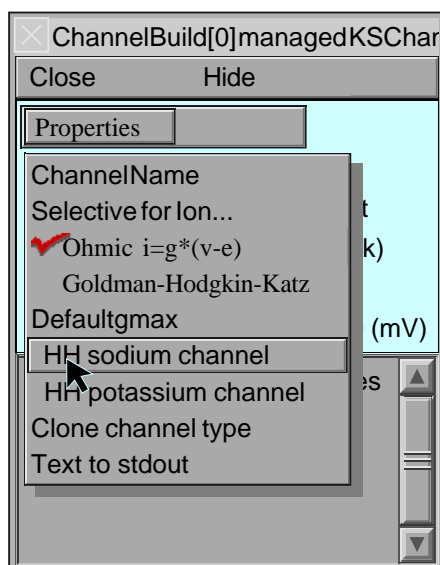 ChannelBuild[0]managedKSChar
Close Hide
Properties
ChannelName
Selective for Ion... t
Ohmic i=g*(v-e) k)
Goldman-Hodgkin-Katz
Defaultgmax (mV)
HH sodium channel
HH potassium channel es
Clone channel type
Text to stdout